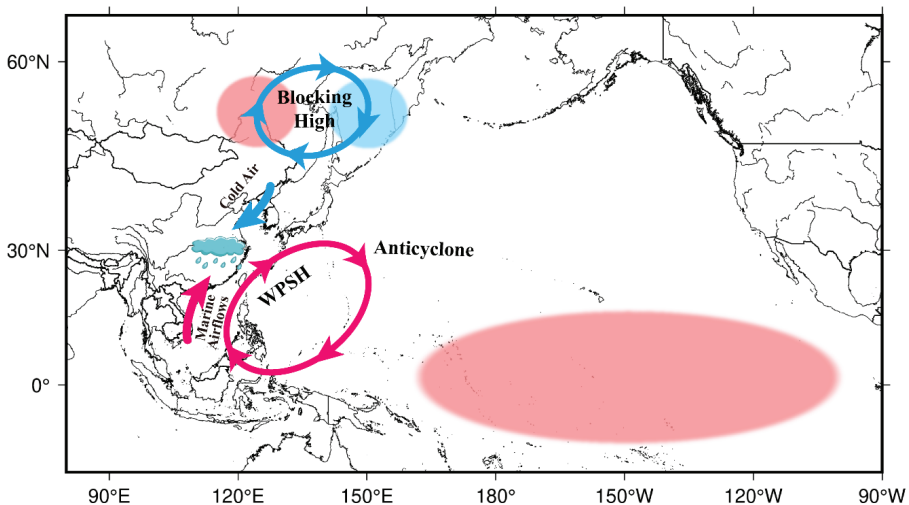 60°N
Blocking
High
Cold Air
30°N
Anticyclone
WPSH
Marine
Airflows
0°
90°E
120°E
150°E
180°
150°W
120°W
90°W